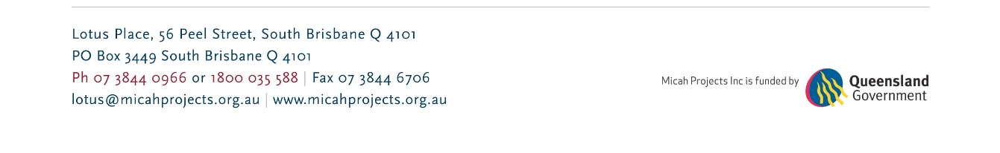 Lotus Place, 56 Peel Street, South Brisbane Q 4101
PO Box 3449 South Brisbane Q 4101
Ph 07 3844 0966 or 1800 035 588 | Fax 07 3844 6706
lotus@micahprojects.org.au | www.micahprojects.org.au
Micah Projects Inc is funded by
Queensland
Government